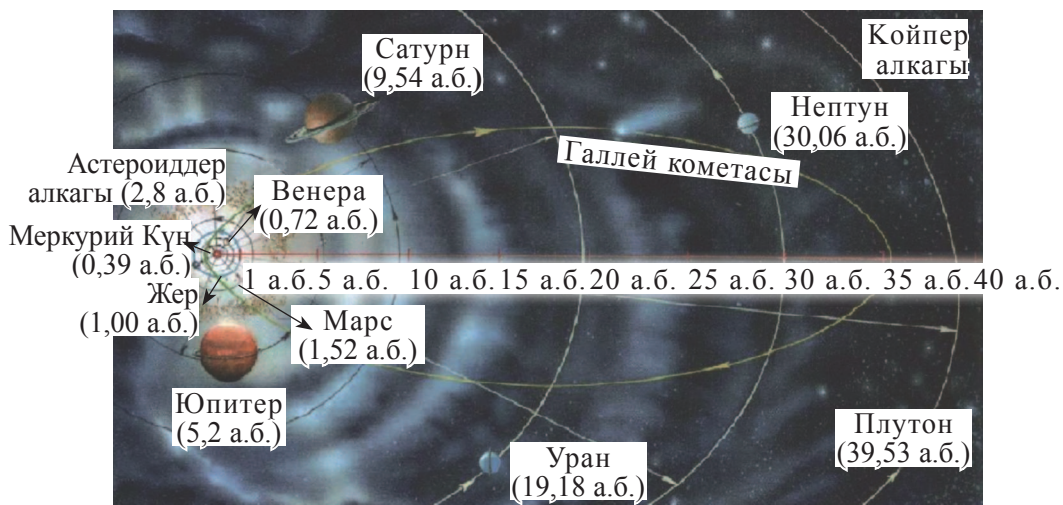 Сатурн
(9,54 а.б.)
Койпер
алкагы
Нептун
(30,06 а.б.)
Галлей кометасы
Астероиддер
алкагы (2,8 а.б.)
Венера
(0,72 а.б.)
Меркурий Күн
(0,39 а.б.)
1 а.б. 5 а.б. 10 а.б. 15 а.б. 20 а.б. 25 а.б. 30 а.б. 35 а.б. 40 а.б.
Жер
(1,00 а.б.)
Марс
(1,52 а.б.)
Юпитер
(5,2 а.б.)
Уран
(19,18 а.б.)
Плутон
(39,53 а.б.)